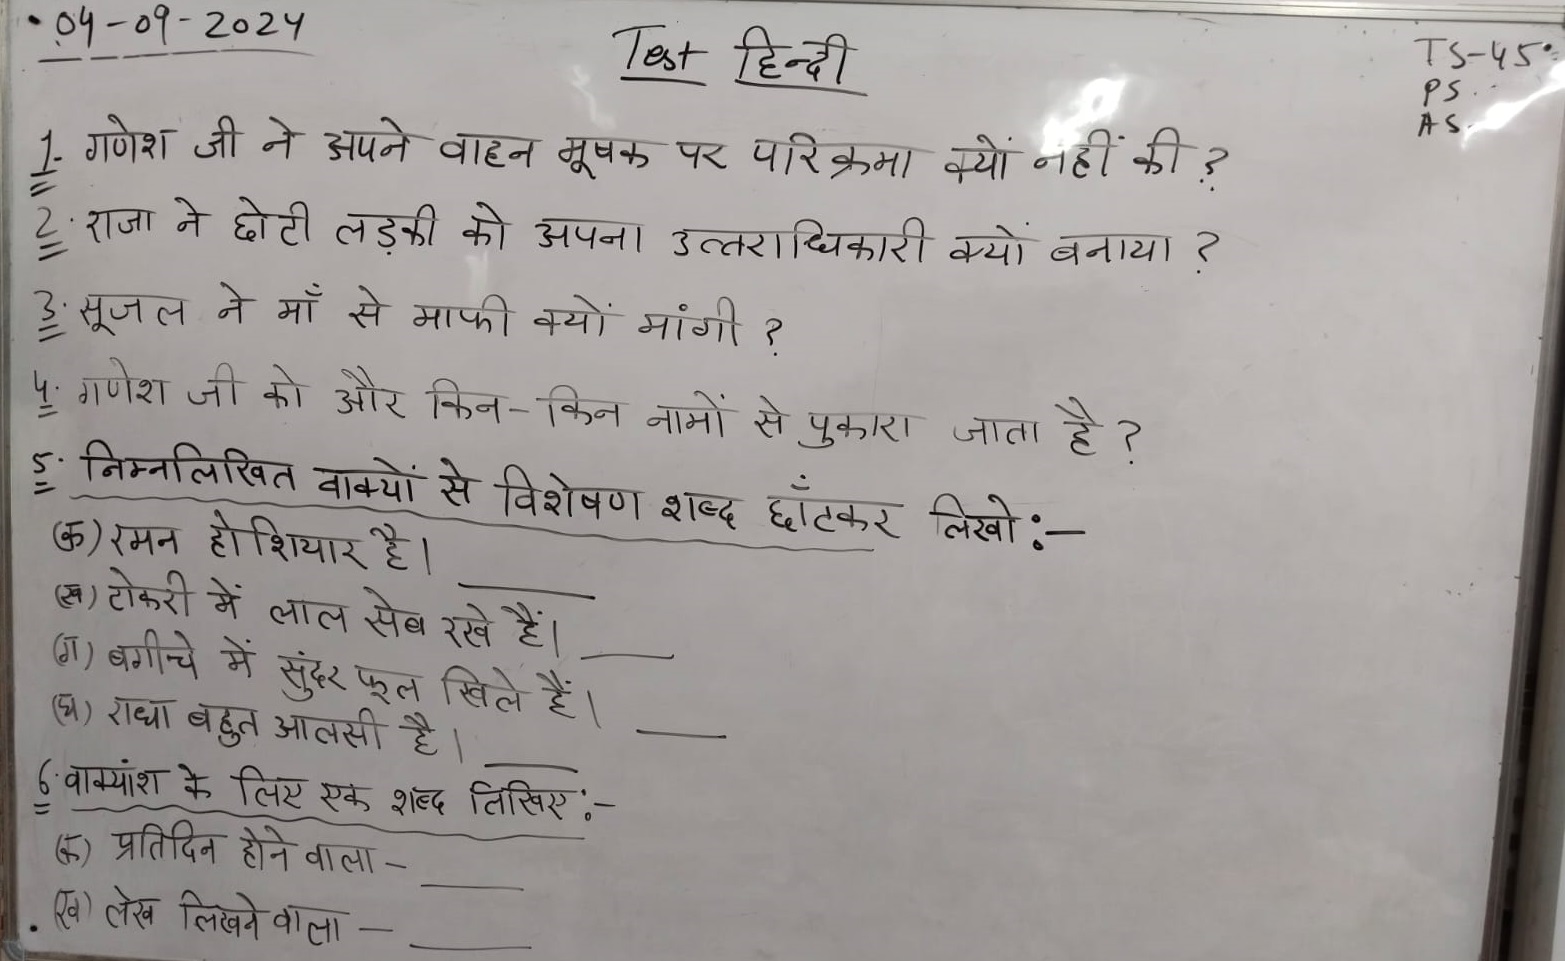 04-09-2024
Test हिन्दी
TS-45
PS.
AS.
1. गणेश जी ने अपने वाहन मूषक पर परिक्रमा क्यों नहीं की ?
2. राजा ने छोटी लड़की को अपना उत्तराधिकारी क्यों बनाया ?
3. सूजल ने माँ से माफी क्यों मांगी ?
4. गणेश जी को और किन-किन नामों से पुकारा जाता है ?
5. निम्नलिखित वाक्यों से विशेषण शब्द छाँटकर लिखो :-
(क) रमन होशियार है। ____
(ख) टोकरी में लाल सेब रखे हैं। ____
(ग) बगीचे में सुंदर फूल खिले हैं। ____
(घ) राधा बहुत आलसी है। ____
6. वाक्यांश के लिए एक शब्द लिखिए :-
(क) प्रतिदिन होने वाला - ____
(ख) लेख लिखने वाला - ____